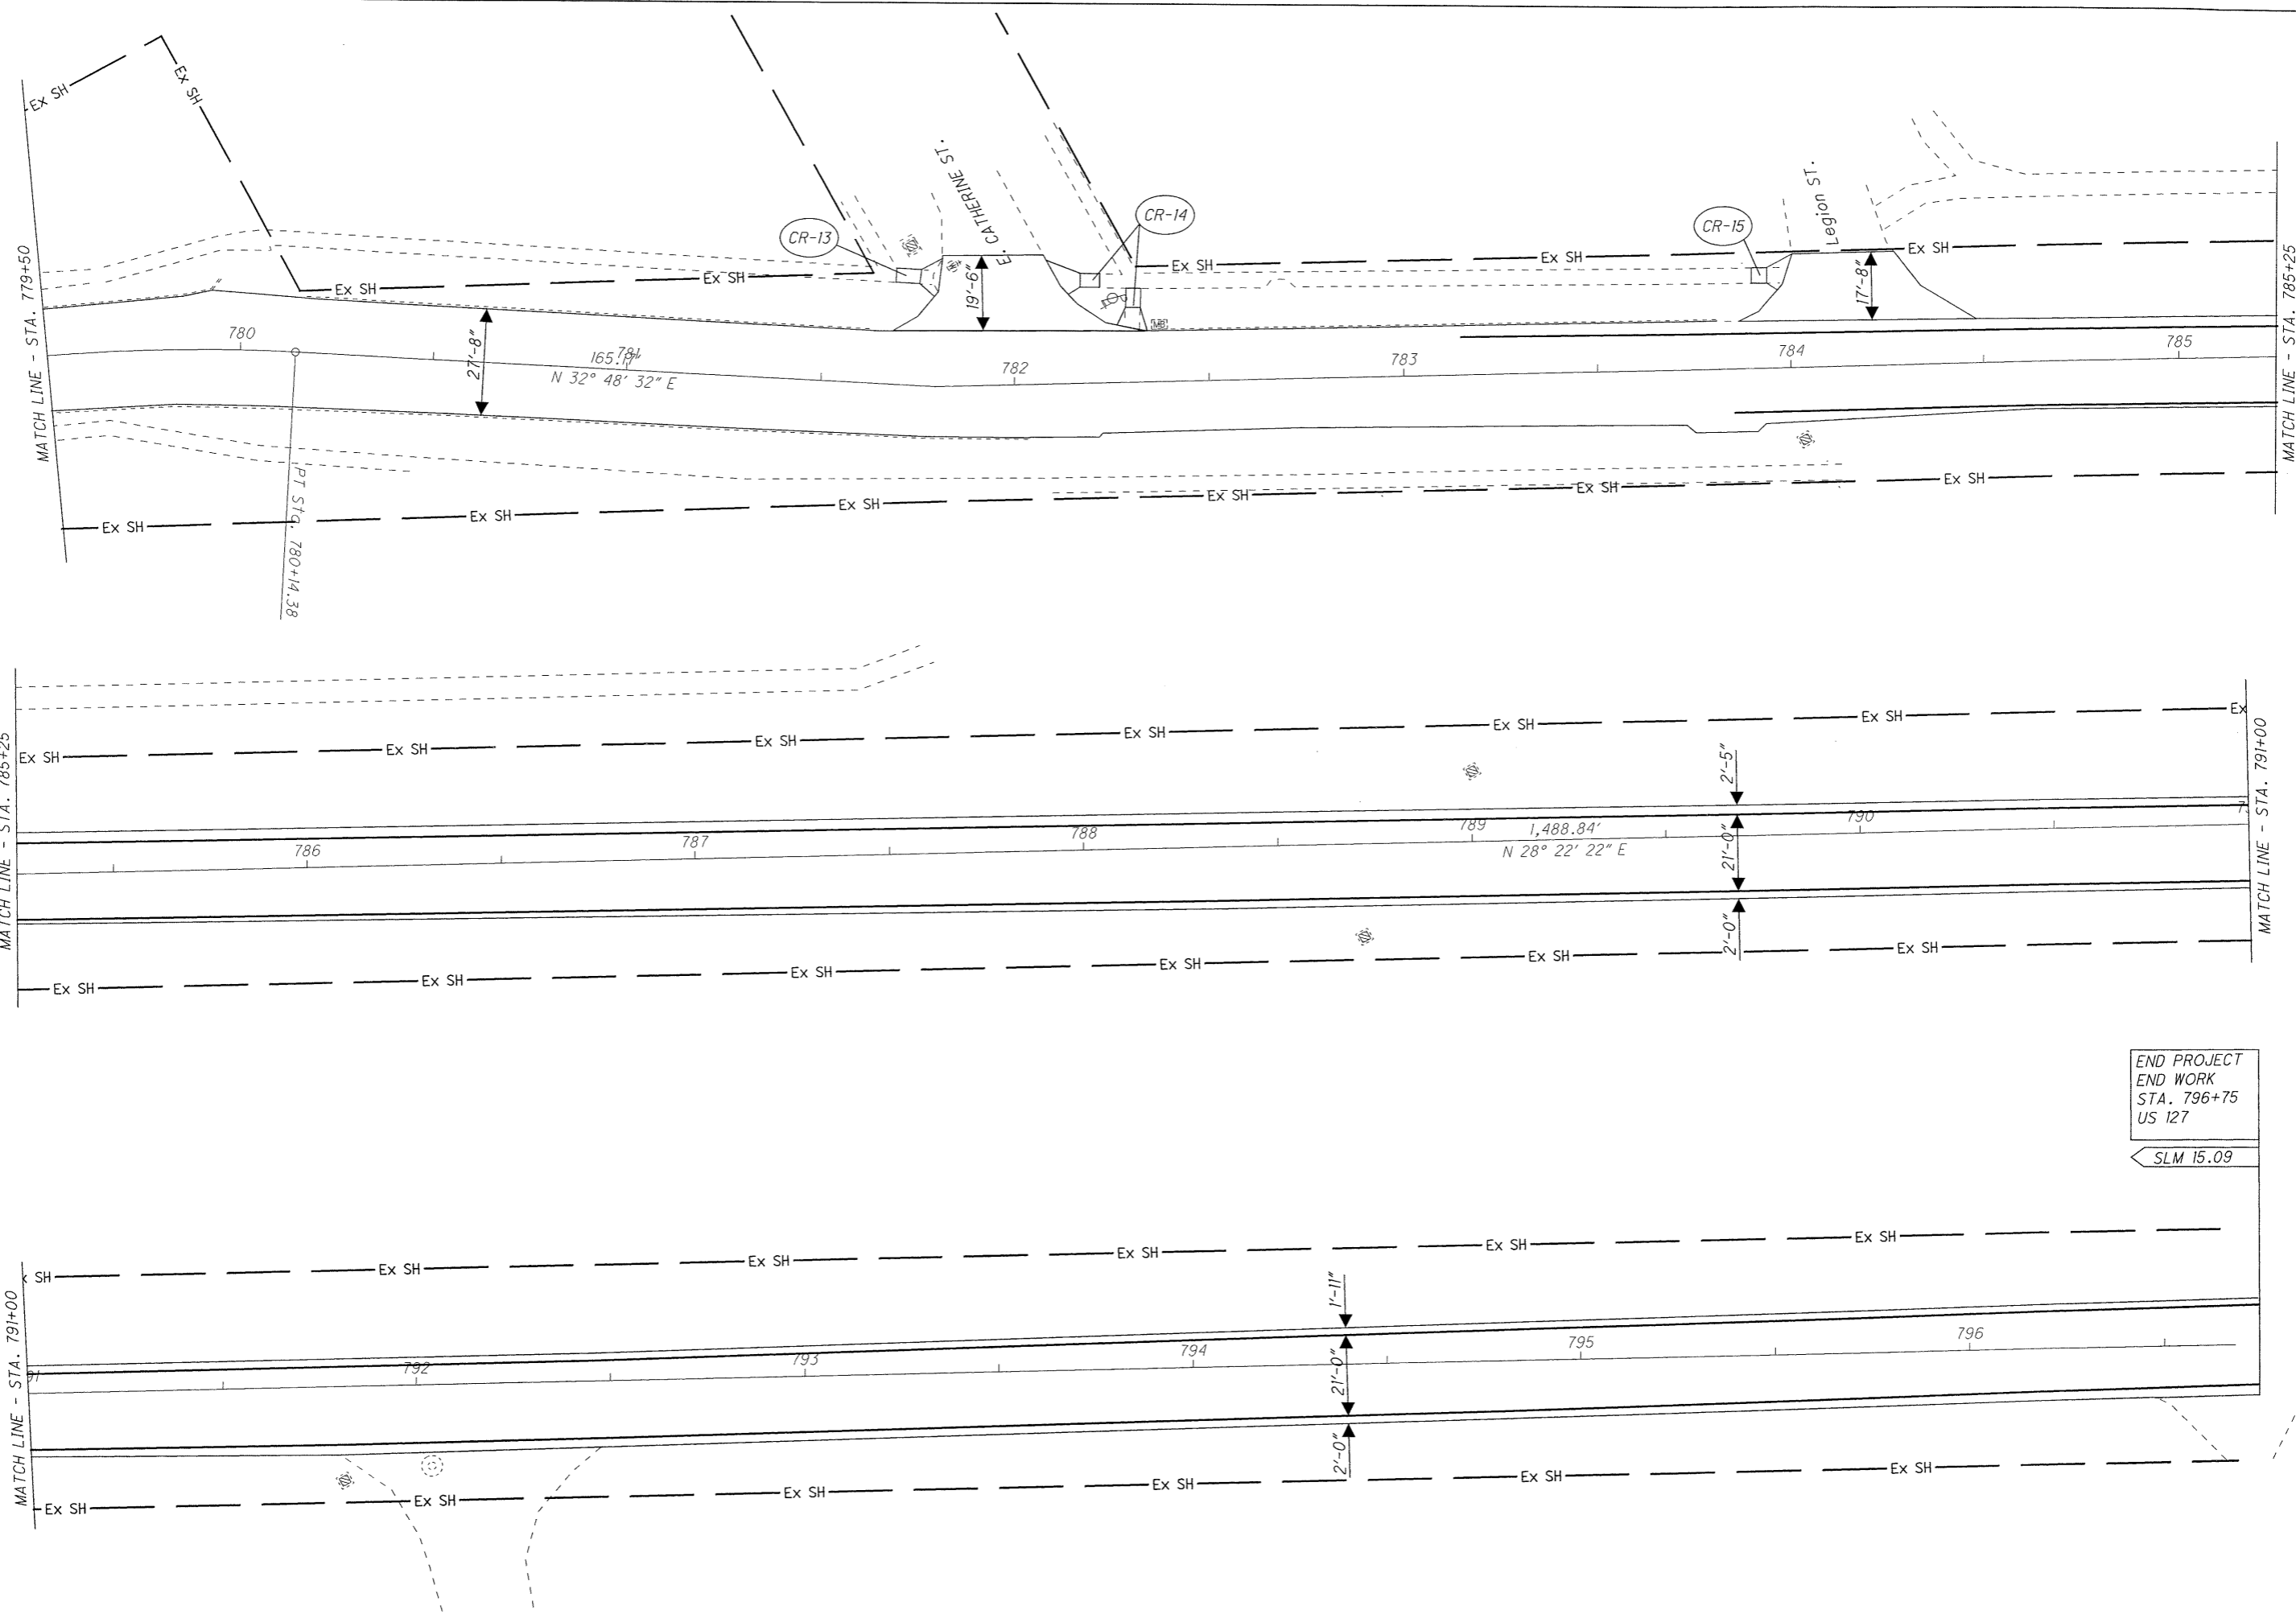 Ex SH
Ex SH
MATCH LINE - STA. 779+50
E. CATHERINE ST.
Legion ST.
CR-13
CR-14
CR-15
Ex SH
Ex SH
Ex SH
Ex SH
Ex SH
19'-6"
17'-8"
27'-8"
780
781
165.17'
N 32° 48' 32" E
782
783
784
785
MATCH LINE - STA. 785+25
PT Sta. 780+14.38
Ex SH
Ex SH
Ex SH
Ex SH
Ex SH
Ex SH
MATCH LINE - STA. 785+25
Ex SH
Ex SH
Ex SH
Ex SH
Ex SH
Ex SH
Ex
2'-5"
786
787
788
789
1,488.84'
N 28° 22' 22" E
21'-0"
790
2'-0"
MATCH LINE - STA. 791+00
Ex SH
Ex SH
Ex SH
Ex SH
Ex SH
Ex SH
END PROJECT
END WORK
STA. 796+75
US 127
SLM 15.09
MATCH LINE - STA. 791+00
SH
Ex SH
Ex SH
Ex SH
Ex SH
Ex SH
1'-11"
91
792
793
794
21'-0"
795
796
2'-0"
Ex SH
Ex SH
Ex SH
Ex SH
Ex SH
Ex SH